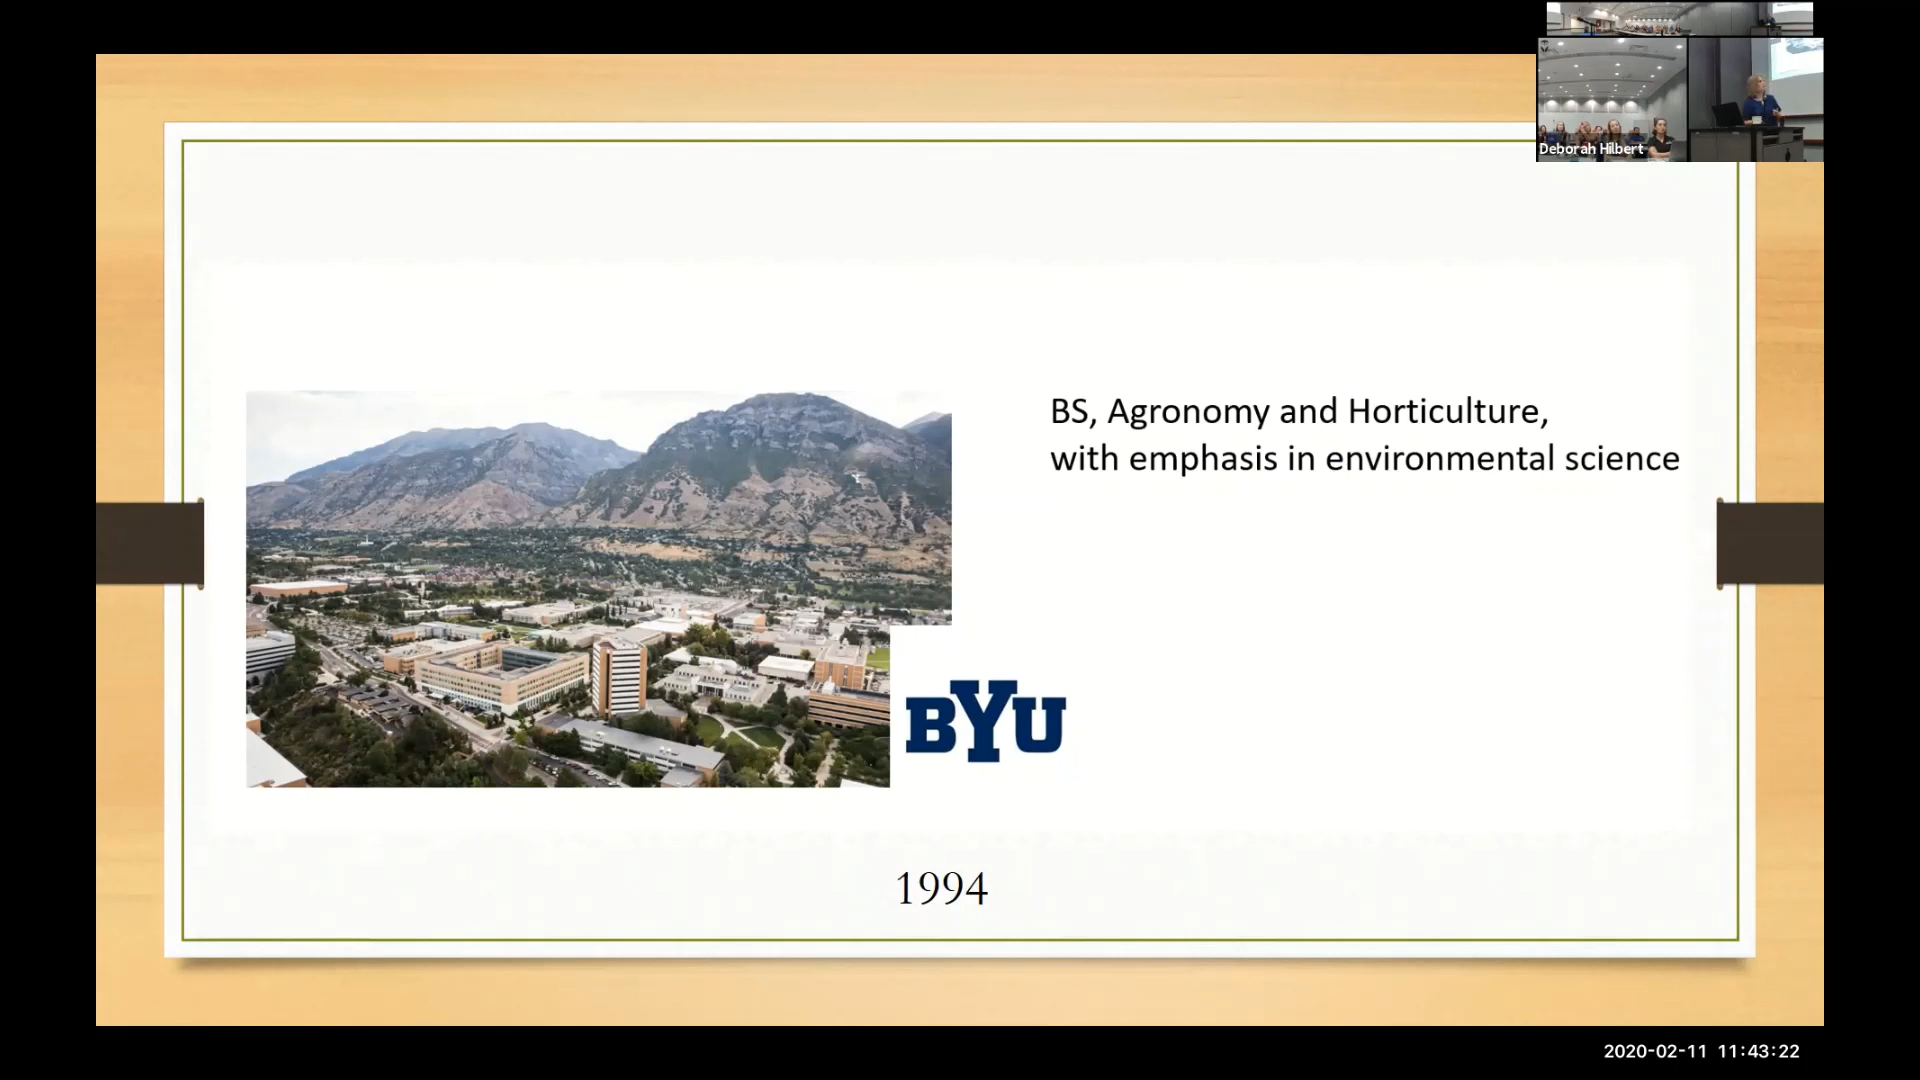 Deborah Hilbert
BS, Agronomy and Horticulture,
with emphasis in environmental science
BYU
1994
2020-02-11 11:43:22